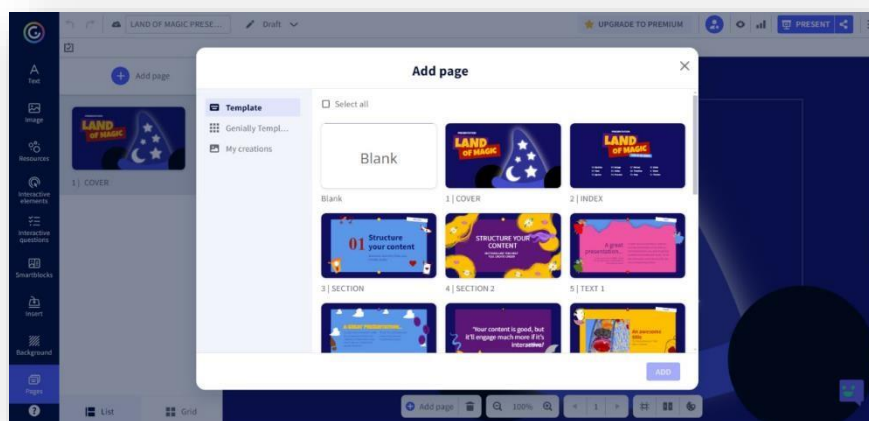 LAND OF MAGIC PRESE...
Draft
UPGRADE TO PREMIUM
PRESENT
Text
Image
Resources
Interactive
elements
Interactive
questions
Smartblocks
Insert
Background
Pages
Add page
LAND
OF MAGIC
1 | COVER
List
Grid
Add page
Template
Genially Templ...
My creations
Select all
Blank
Blank
LAND
OF MAGIC
1 | COVER
LAND
OF MAGIC
2 | INDEX
01 Structure
your content
3 | SECTION
STRUCTURE YOUR
CONTENT
4 | SECTION 2
A great
presentation...
5 | TEXT 1
A GREAT PRESENTATION...
"Your content is good, but
it'll engage much more if it's
interactive!
ADD
Add page
100%
1